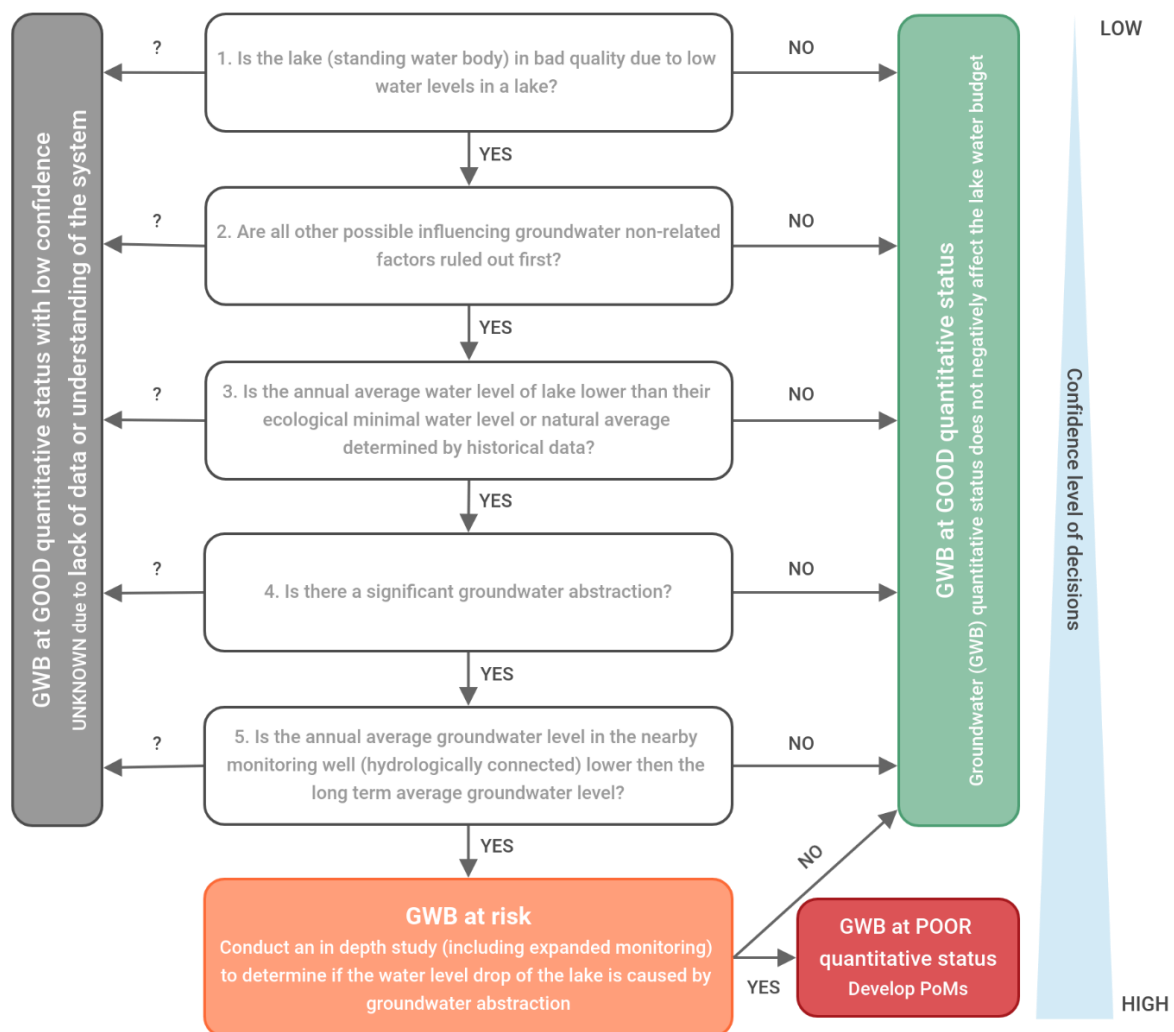 GWB at GOOD quantitative status with low confidence
UNKNOWN due to lack of data or understanding of the system
?
1. Is the lake (standing water body) in bad quality due to low
water levels in a lake?
NO
YES
?
2. Are all other possible influencing groundwater non-related
factors ruled out first?
NO
YES
?
3. Is the annual average water level of lake lower than their
ecological minimal water level or natural average
determined by historical data?
NO
YES
?
4. Is there a significant groundwater abstraction?
NO
YES
?
5. Is the annual average groundwater level in the nearby
monitoring well (hydrologically connected) lower then the
long term average groundwater level?
NO
YES
GWB at risk
Conduct an in depth study (including expanded monitoring)
to determine if the water level drop of the lake is caused by
groundwater abstraction
NO
YES
GWB at POOR
quantitative status
Develop PoMs
GWB at GOOD quantitative status
Groundwater (GWB) quantitative status does not negatively affect the lake water budget
LOW
Confidence level of decisions
HIGH